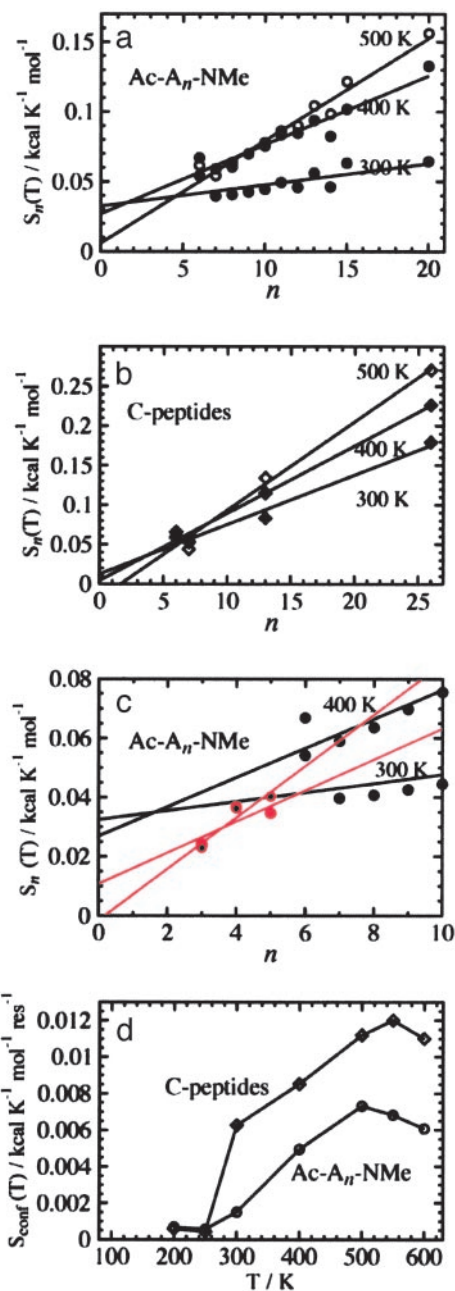 a
500 K
Ac-Aₙ-NMe
400 K
300 K
0.15
0.10
0.05
0
Sₙ(T) / kcal K⁻¹ mol⁻¹
0 5 10 15 20
n
b
500 K
C-peptides
400 K
300 K
0.25
0.20
0.15
0.10
0.05
0
Sₙ(T) / kcal K⁻¹ mol⁻¹
0 5 10 15 20 25
n
c
400 K
Ac-Aₙ-NMe
300 K
0.08
0.06
0.04
0.02
0
Sₙ (T) / kcal K⁻¹ mol⁻¹
0 2 4 6 8 10
n
d
C-peptides
Ac-Aₙ-NMe
0.012
0.010
0.008
0.006
0.004
0.002
0
S_conf(T) / kcal K⁻¹ mol⁻¹ res⁻¹
100 200 300 400 500 600
T / K